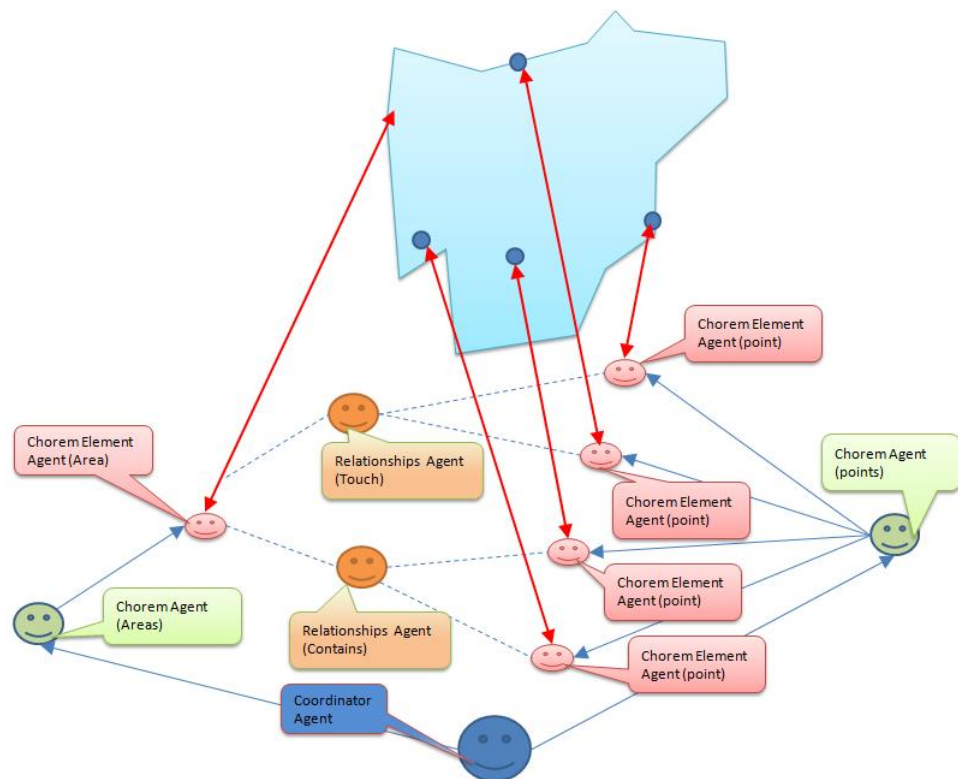 Chorem Element
Agent (point)
Chorem Element
Agent (Area)
Relationships Agent
(Touch)
Chorem Agent
(points)
Chorem Element
Agent (point)
Chorem Element
Agent (point)
Chorem Agent
(Areas)
Relationships Agent
(Contains)
Chorem Element
Agent (point)
Coordinator
Agent